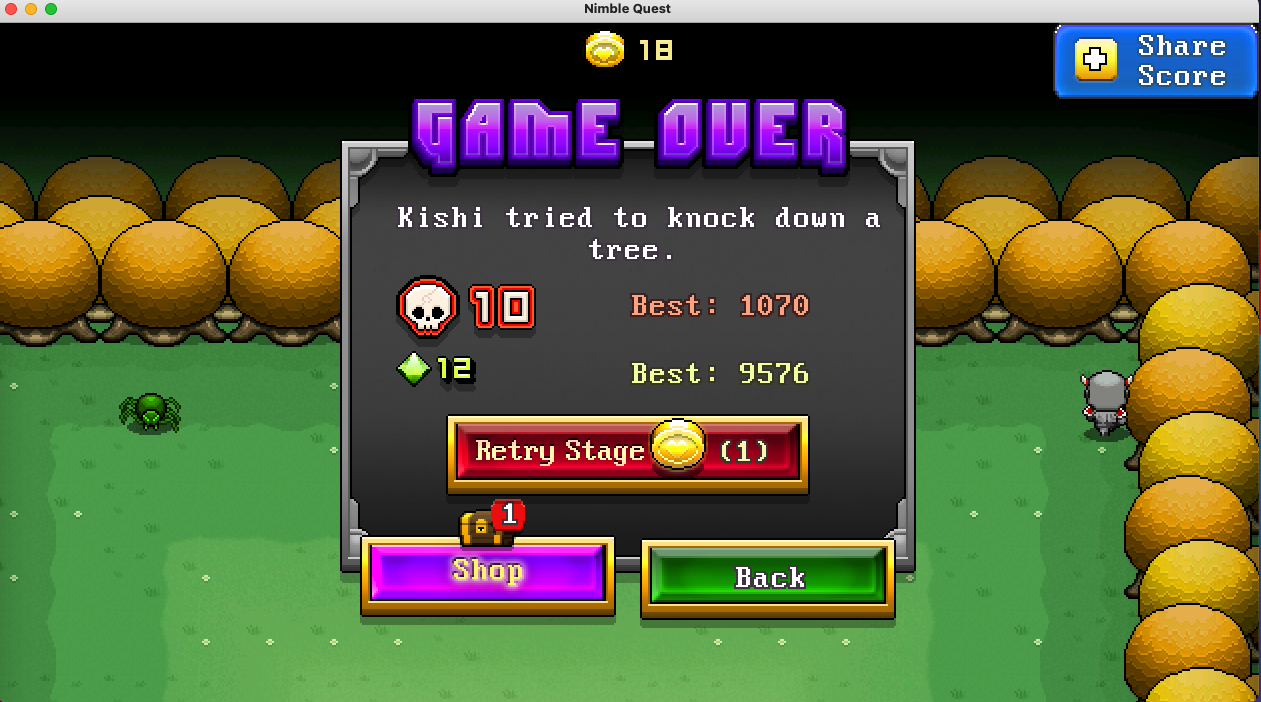 Nimble Quest
18
Share
Score
GAME OVER
Kishi tried to knock down a
tree.
10 Best: 1070
12 Best: 9576
Retry Stage (1)
1
Shop
Back